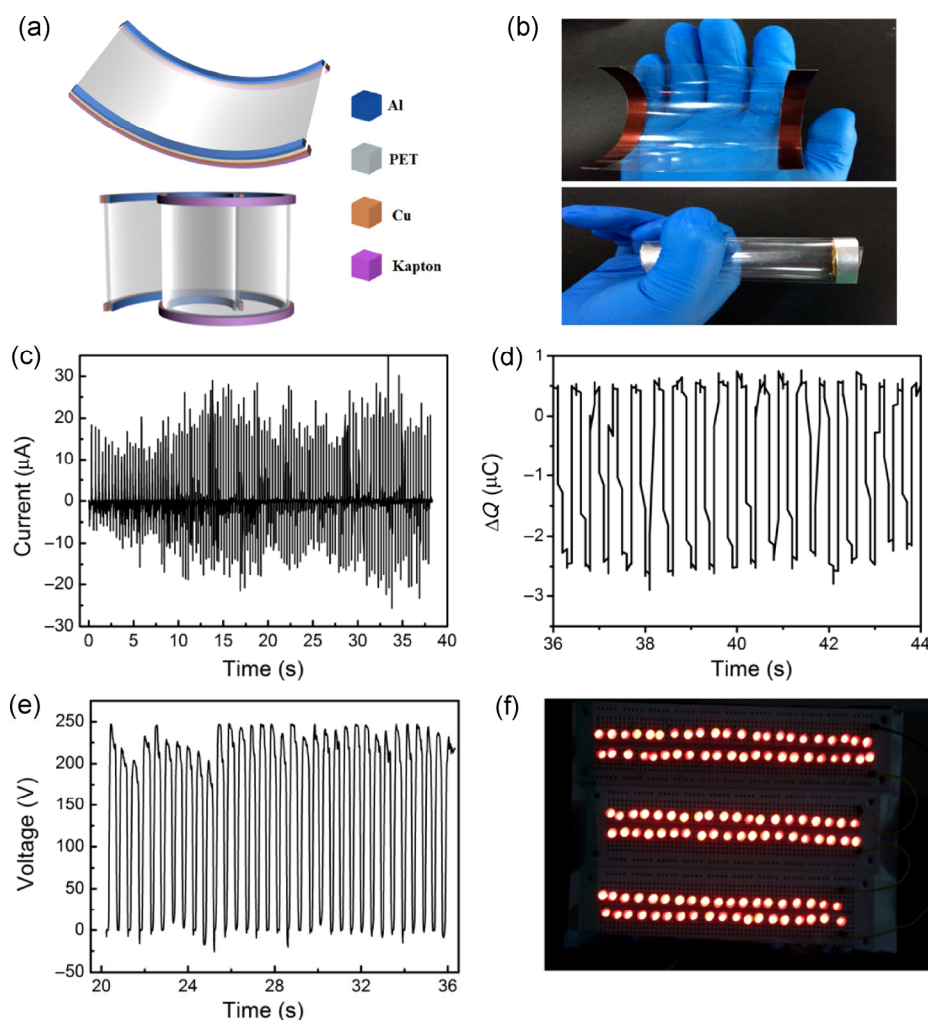 (a)
Al
PET
Cu
Kapton
(b)
(c)
30
20
10
0
–10
–20
–30
Current (μA)
0 5 10 15 20 25 30 35 40
Time (s)
(d)
1
0
–1
–2
–3
ΔQ (μC)
36 38 40 42 44
Time (s)
(e)
250
200
150
100
50
0
–50
Voltage (V)
20 24 28 32 36
Time (s)
(f)